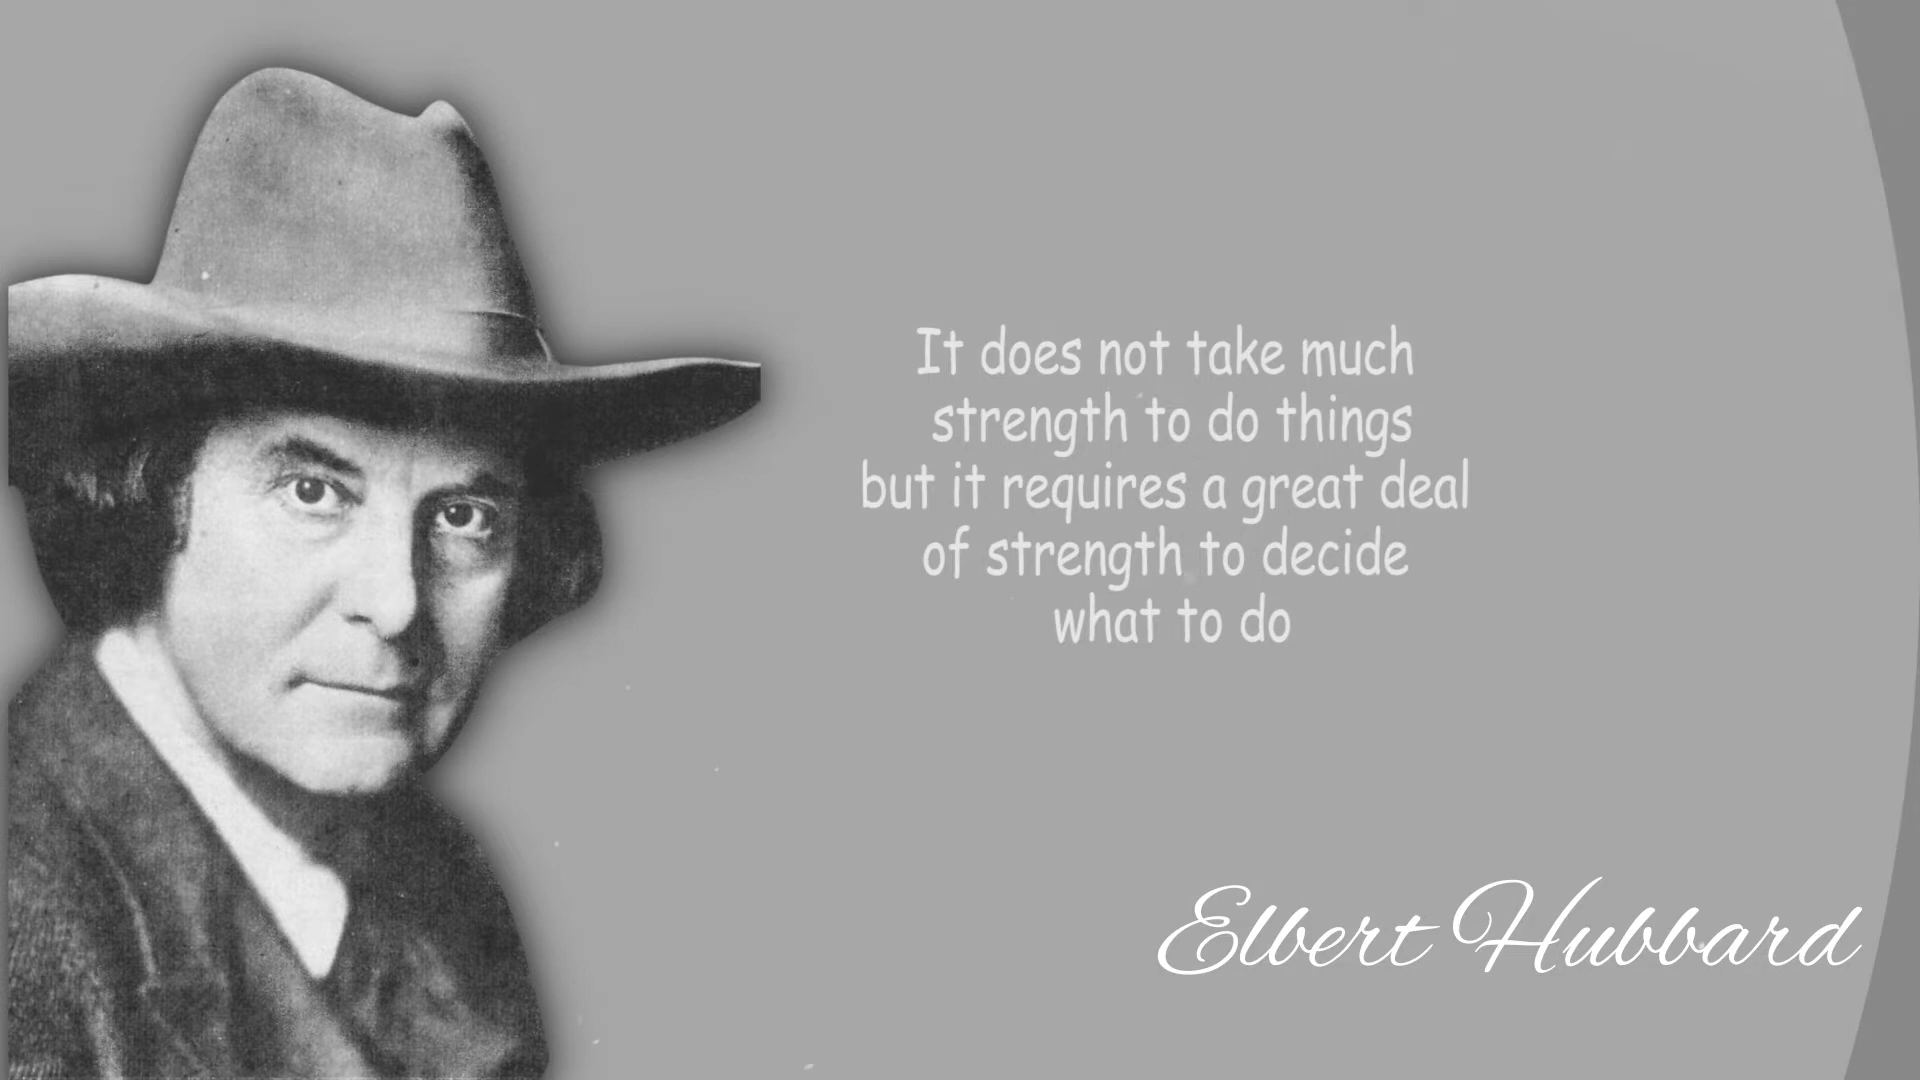 It does not take much
strength to do things
but it requires a great deal
of strength to decide
what to do
Elbert Hubbard